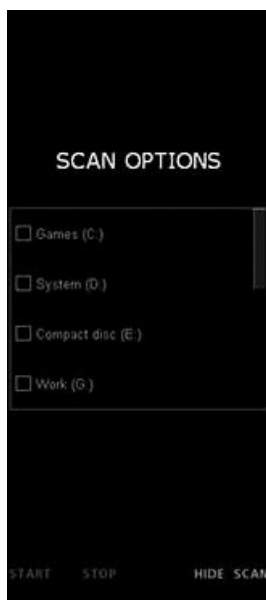 SCAN OPTIONS
Games (C:)
System (D:)
Compact disc (E:)
Work (G:)
START STOP HIDE SCAN